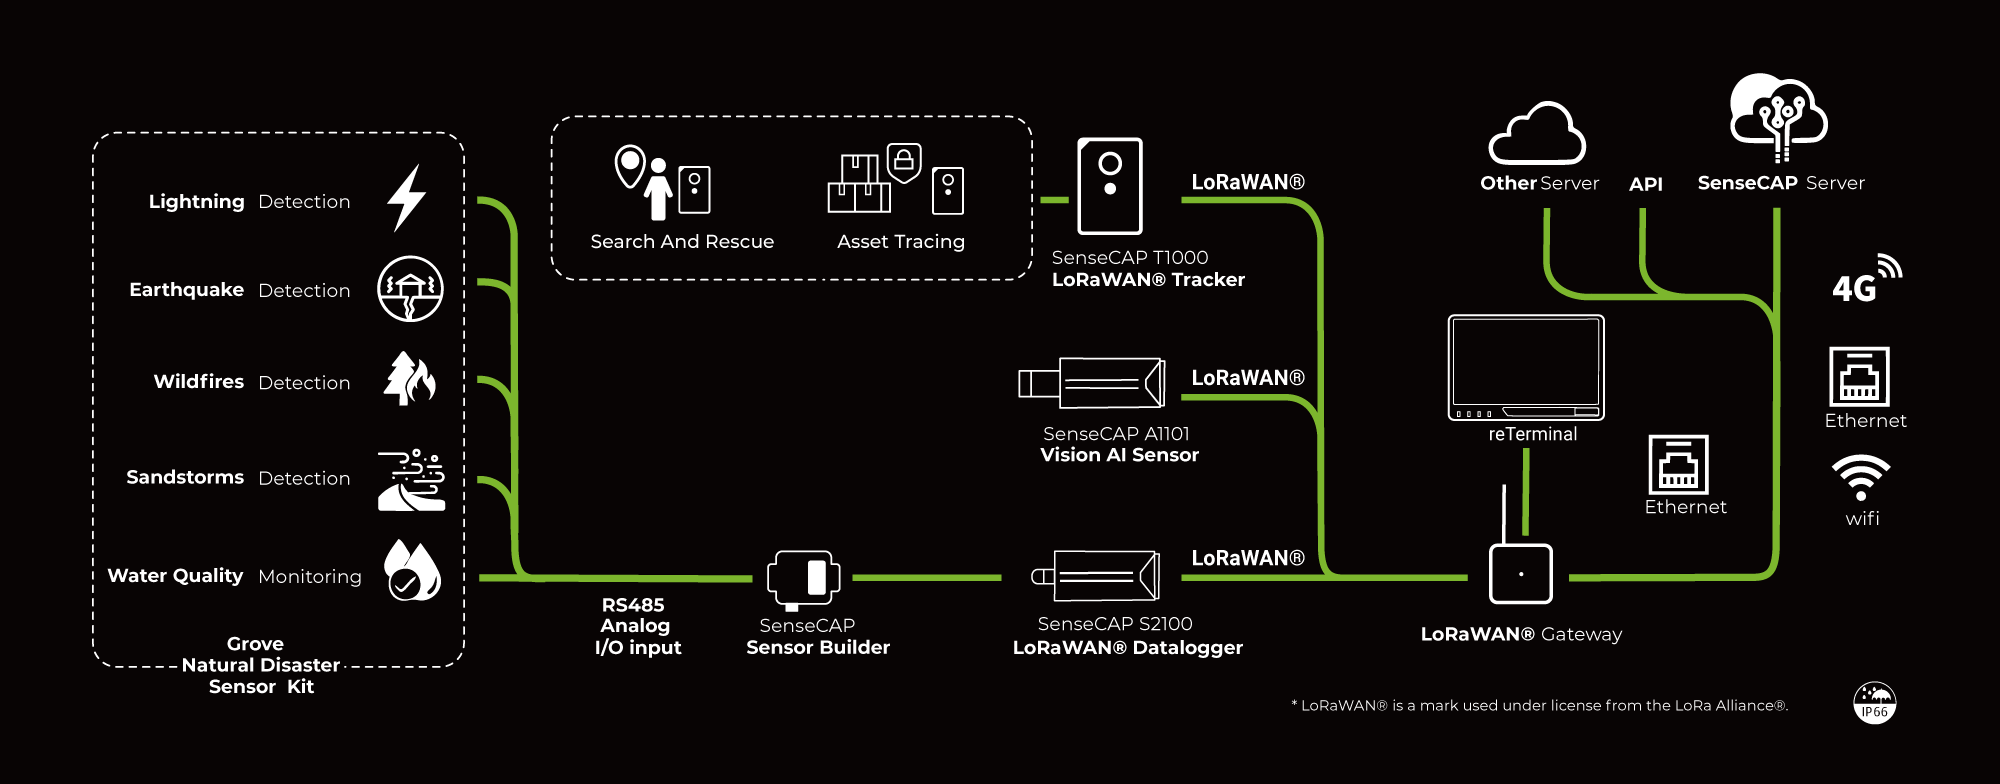 Lightning Detection
Earthquake Detection
Wildfires Detection
Sandstorms Detection
Water Quality Monitoring
Grove
Natural Disaster
Sensor Kit
Search And Rescue
Asset Tracing
RS485
Analog
I/O input
SenseCAP
Sensor Builder
SenseCAP T1000
LoRaWAN® Tracker
LoRaWAN®
SenseCAP A1101
Vision AI Sensor
LoRaWAN®
SenseCAP S2100
LoRaWAN® Datalogger
LoRaWAN®
Other Server
API
SenseCAP Server
reTerminal
Ethernet
LoRaWAN® Gateway
4G
Ethernet
wifi
* LoRaWAN® is a mark used under license from the LoRa Alliance®.
IP66